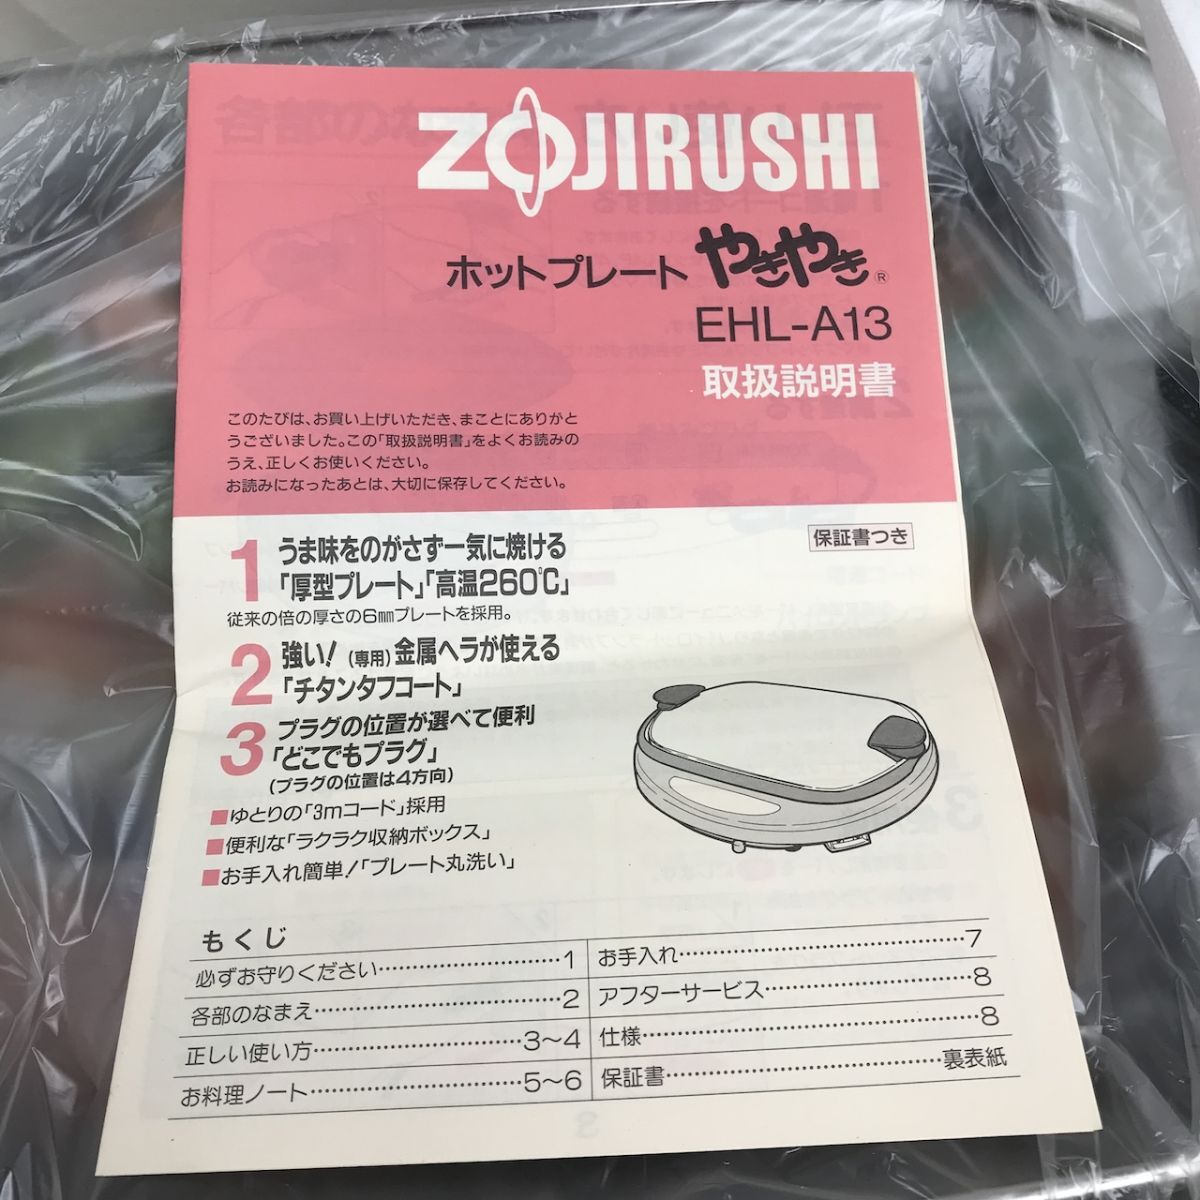 ZOJIRUSHI
ホットプレート やきやき®
EHL-A13
取扱説明書
このたびは、お買い上げいただき、まことにありがと
うございました。この「取扱説明書」をよくお読みの
うえ、正しくお使いください。
お読みになったあとは、大切に保存してください。
保証書つき
1 うま味をのがさず一気に焼ける
「厚型プレート」「高温260℃」
従来の倍の厚さの6㎜プレートを採用。
2 強い!(専用)金属ヘラが使える
「チタンタフコート」
3 プラグの位置が選べて便利
「どこでもプラグ」
(プラグの位置は4方向)
■ゆとりの「3mコード」採用
■便利な「ラクラク収納ボックス」
■お手入れ簡単!「プレート丸洗い」
もくじ
必ずお守りください……………………1
各部のなまえ……………………………2
正しい使い方………………………3〜4
お料理ノート………………………5〜6
お手入れ…………………………………7
アフターサービス………………………8
仕様………………………………………8
保証書………………………………裏表紙